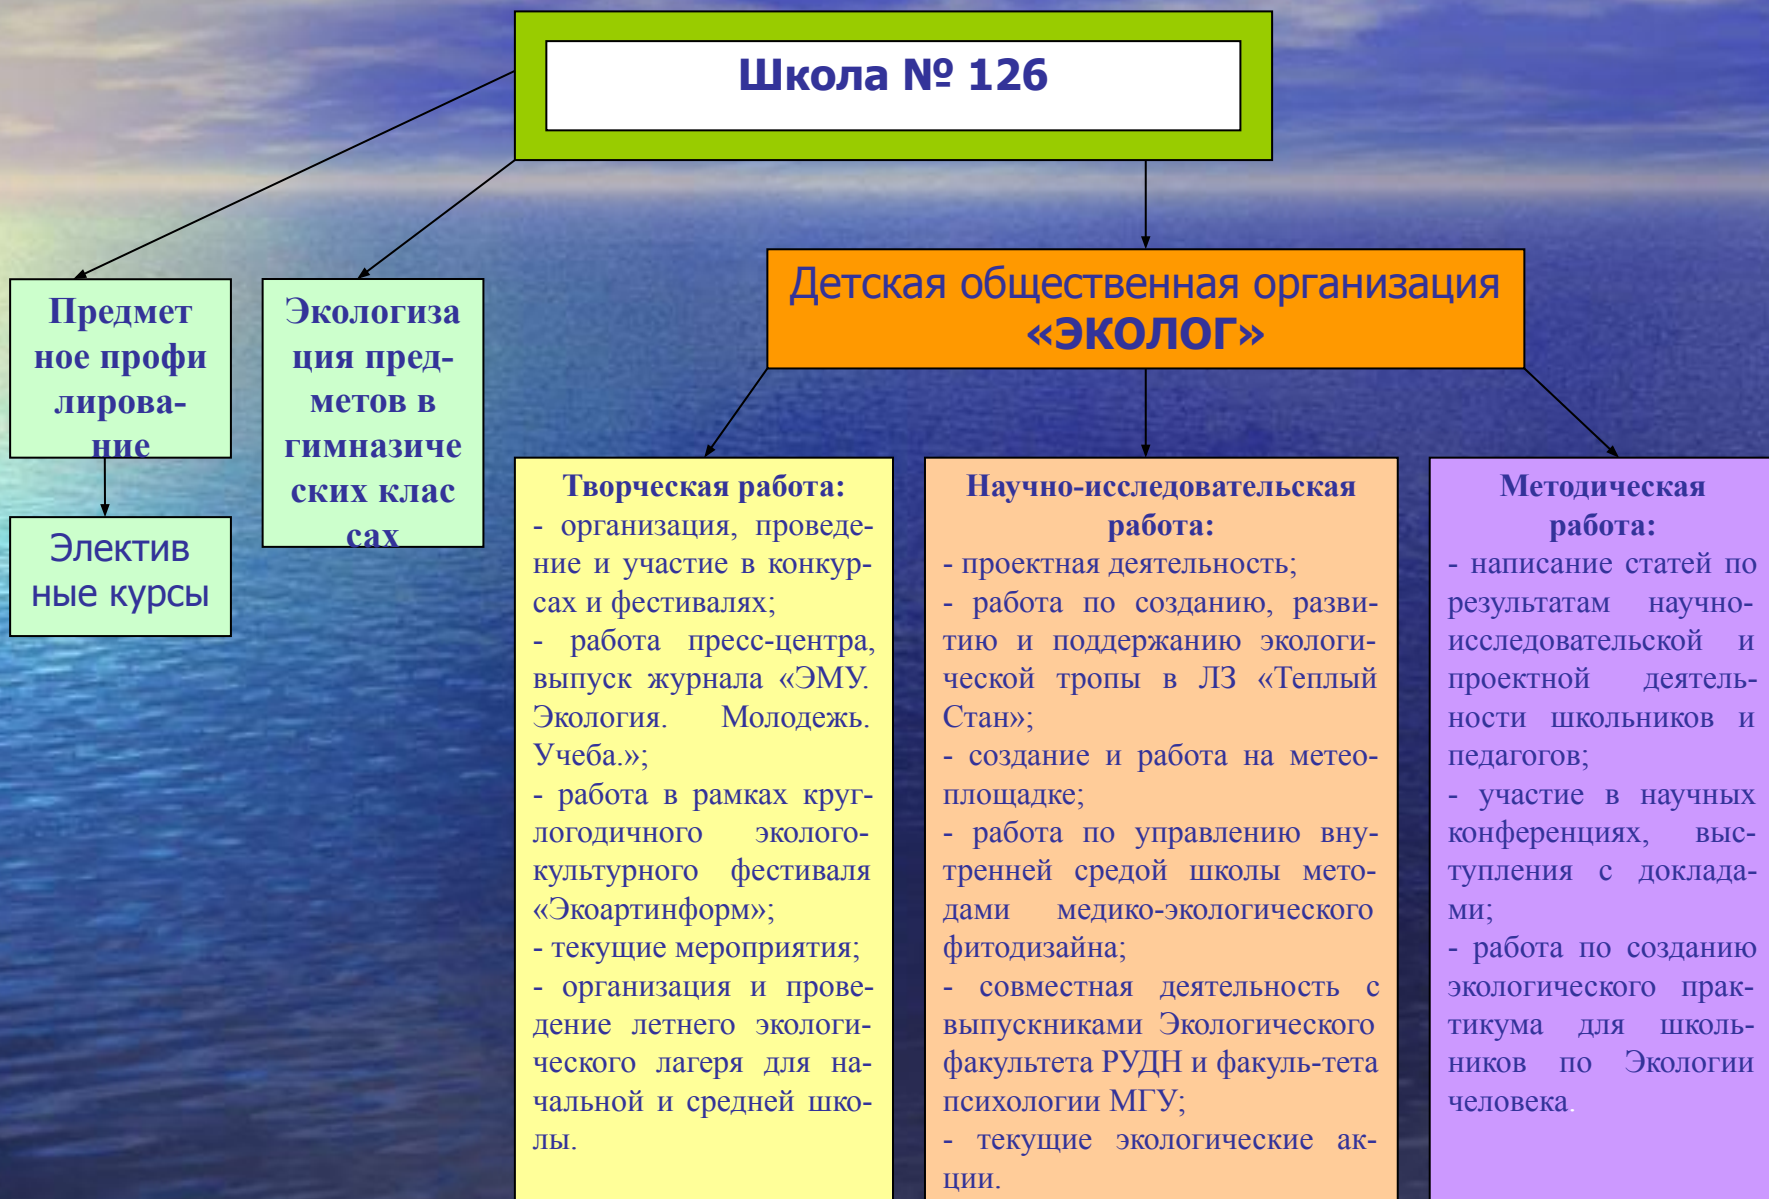 Школа № 126
Предмет
ное профи
лирова-
ние
Экологиза
ция пред-
метов в
гимназиче
ских клас
сах
Электив
ные курсы
Детская общественная организация
«ЭКОЛОГ»
Творческая работа:
- организация, проведе-
ние и участие в конкур-
сах и фестивалях;
- работа пресс-центра,
выпуск журнала «ЭМУ.
Экология. Молодежь.
Учеба.»;
- работа в рамках круг-
логодичного эколого-
культурного фестиваля
«Экоартинформ»;
- текущие мероприятия;
- организация и прове-
дение летнего экологи-
ческого лагеря для на-
чальной и средней шко-
лы.
Научно-исследовательская
работа:
- проектная деятельность;
- работа по созданию, разви-
тию и поддержанию экологи-
ческой тропы в ЛЗ «Теплый
Стан»;
- создание и работа на метео-
площадке;
- работа по управлению вну-
тренней средой школы мето-
дами медико-экологического
фитодизайна;
- совместная деятельность с
выпускниками Экологического
факультета РУДН и факуль-тета
психологии МГУ;
- текущие экологические ак-
ции.
Методическая
работа:
- написание статей по
результатам научно-
исследовательской и
проектной деятель-
ности школьников и
педагогов;
- участие в научных
конференциях, выс-
тупления с доклада-
ми;
- работа по созданию
экологического прак-
тикума для школь-
ников по Экологии
человека.